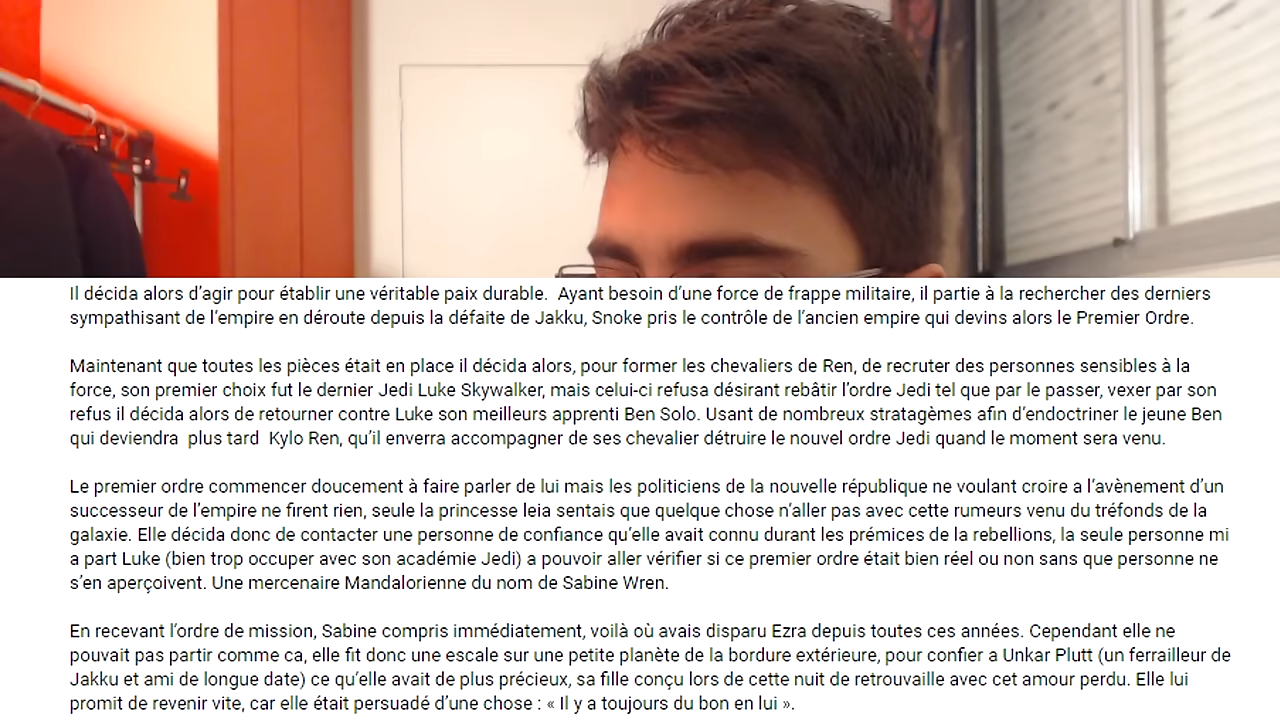 Il décida alors d’agir pour établir une véritable paix durable.  Ayant besoin d’une force de frappe militaire, il partie à la rechercher des derniers
sympathisant de l’empire en déroute depuis la défaite de Jakku, Snoke pris le contrôle de l’ancien empire qui devins alors le Premier Ordre.
Maintenant que toutes les pièces était en place il décida alors, pour former les chevaliers de Ren, de recruter des personnes sensibles à la
force, son premier choix fut le dernier Jedi Luke Skywalker, mais celui-ci refusa désirant rebâtir l’ordre Jedi tel que par le passer, vexer par son
refus il décida alors de retourner contre Luke son meilleurs apprenti Ben Solo. Usant de nombreux stratagèmes afin d’endoctriner le jeune Ben
qui deviendra  plus tard  Kylo Ren, qu’il enverra accompagner de ses chevalier détruire le nouvel ordre Jedi quand le moment sera venu.
Le premier ordre commencer doucement à faire parler de lui mais les politiciens de la nouvelle république ne voulant croire a l’avènement d’un
successeur de l’empire ne firent rien, seule la princesse leia sentais que quelque chose n’aller pas avec cette rumeurs venu du tréfonds de la
galaxie. Elle décida donc de contacter une personne de confiance qu’elle avait connu durant les prémices de la rebellions, la seule personne mi
a part Luke (bien trop occuper avec son académie Jedi) a pouvoir aller vérifier si ce premier ordre était bien réel ou non sans que personne ne
s’en aperçoivent. Une mercenaire Mandalorienne du nom de Sabine Wren.
En recevant l’ordre de mission, Sabine compris immédiatement, voilà où avais disparu Ezra depuis toutes ces années. Cependant elle ne
pouvait pas partir comme ca, elle fit donc une escale sur une petite planète de la bordure extérieure, pour confier a Unkar Plutt (un ferrailleur de
Jakku et ami de longue date) ce qu’elle avait de plus précieux, sa fille conçu lors de cette nuit de retrouvaille avec cet amour perdu. Elle lui
promit de revenir vite, car elle était persuadé d’une chose : « Il y a toujours du bon en lui ».